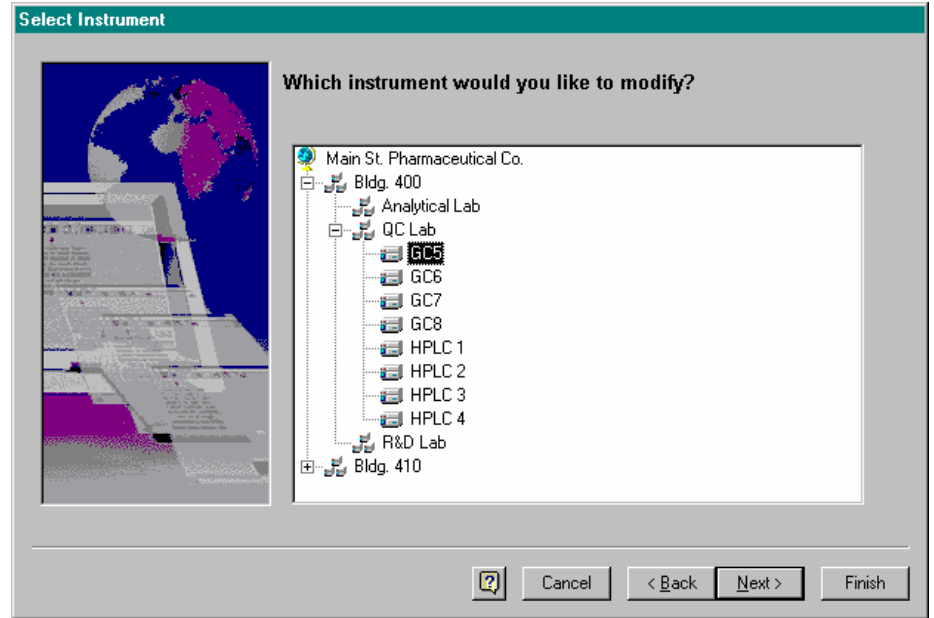 Select Instrument
Which instrument would you like to modify?
Main St. Pharmaceutical Co.
Bldg. 400
Analytical Lab
QC Lab
GC5
GC6
GC7
GC8
HPLC 1
HPLC 2
HPLC 3
HPLC 4
R&D Lab
Bldg. 410
? Cancel < Back Next > Finish